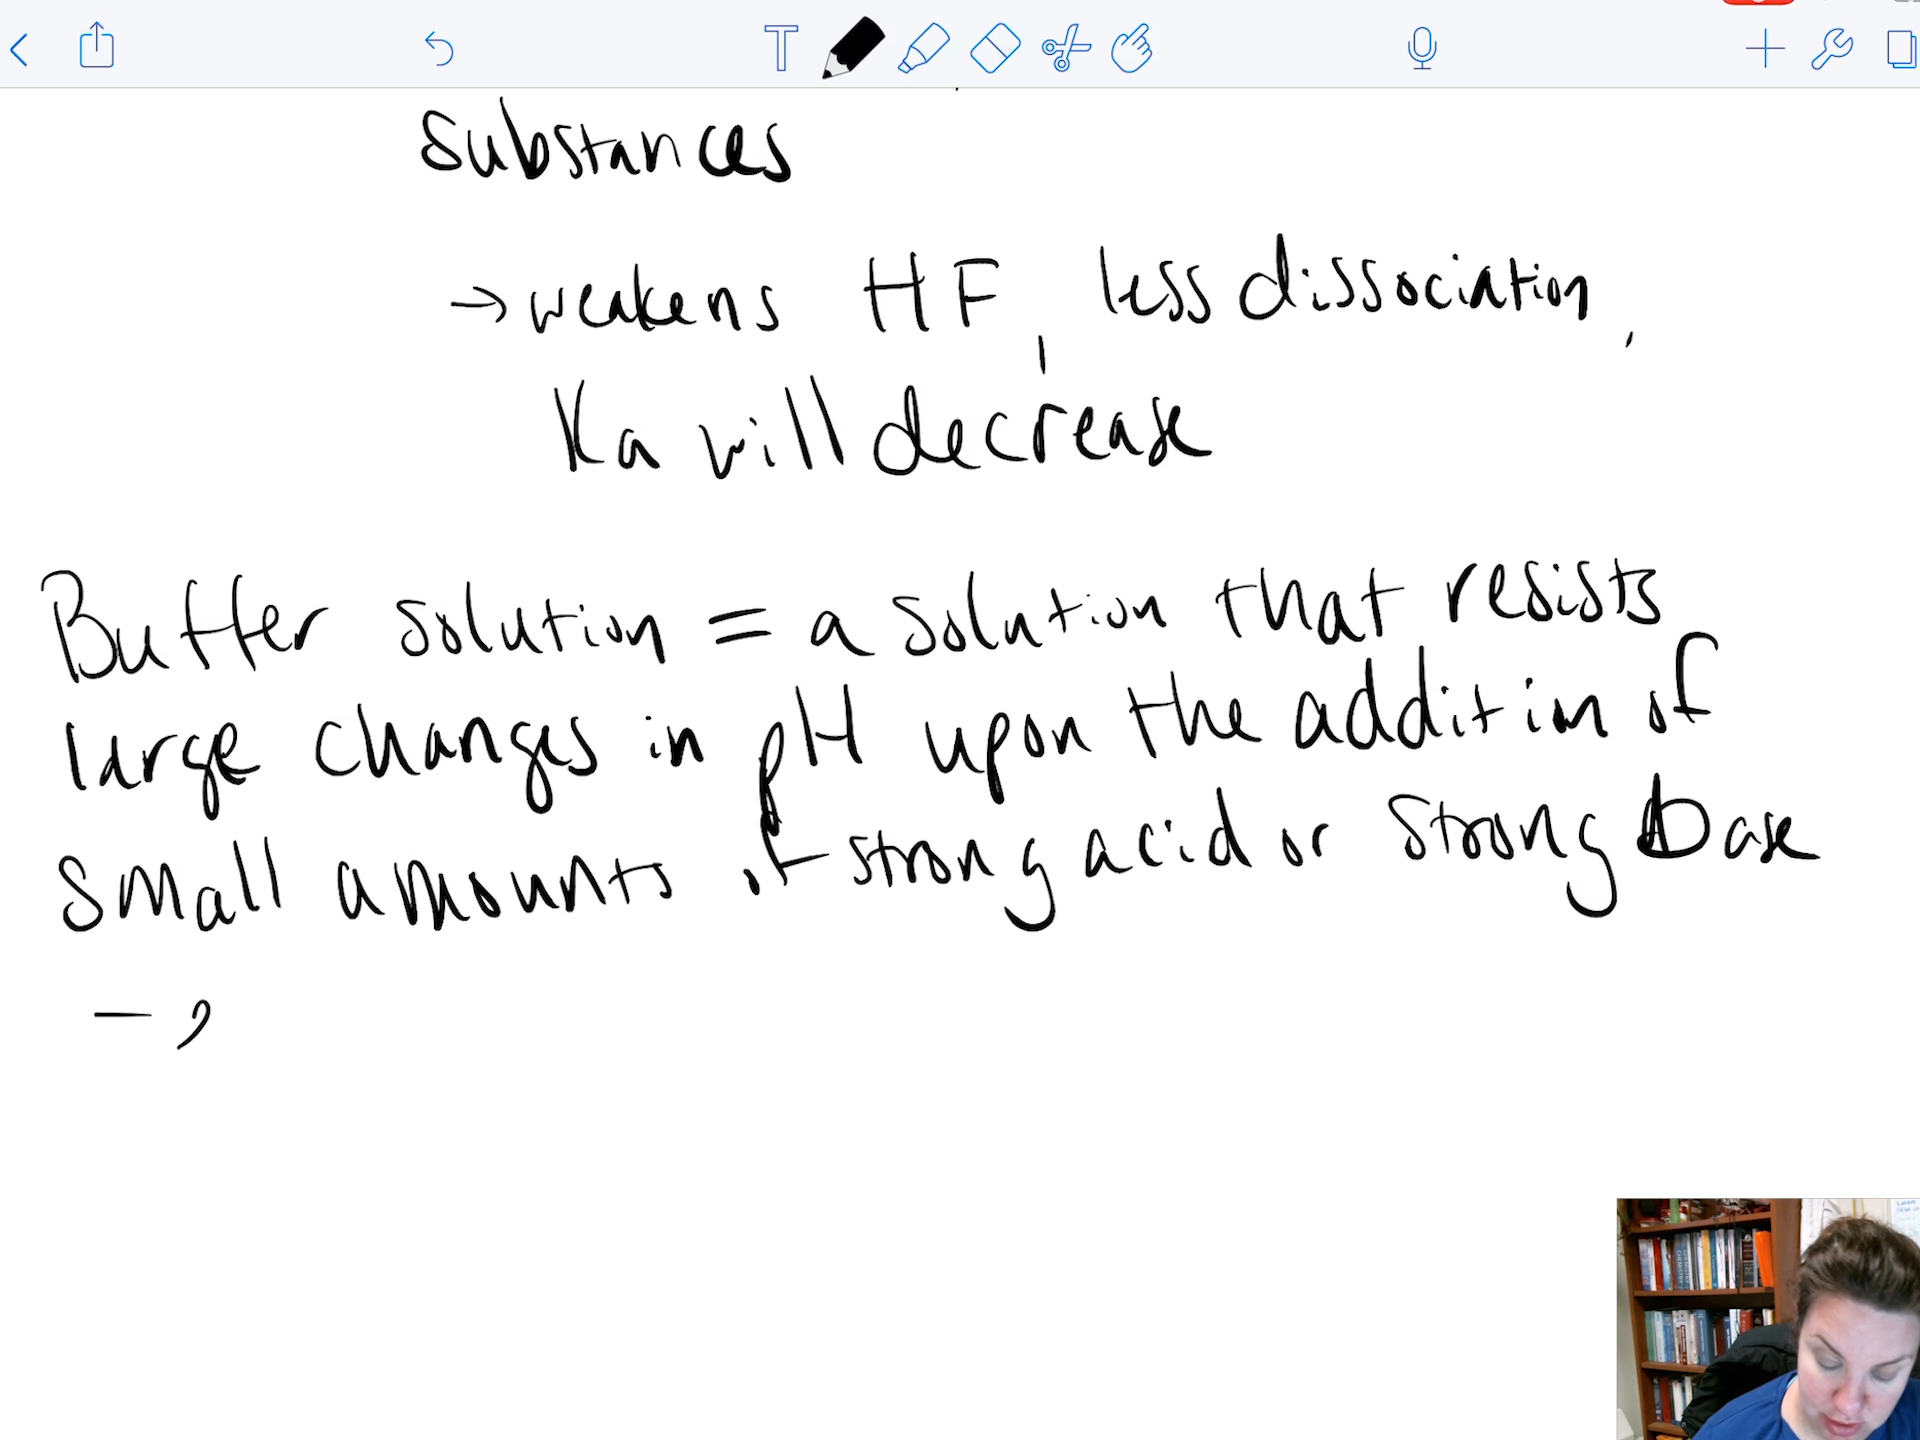 substances
→ weakens HF, less dissociation,
Ka will decrease
Buffer solution = a solution that resists
large changes in pH upon the addition of
small amounts of strong acid or strong base